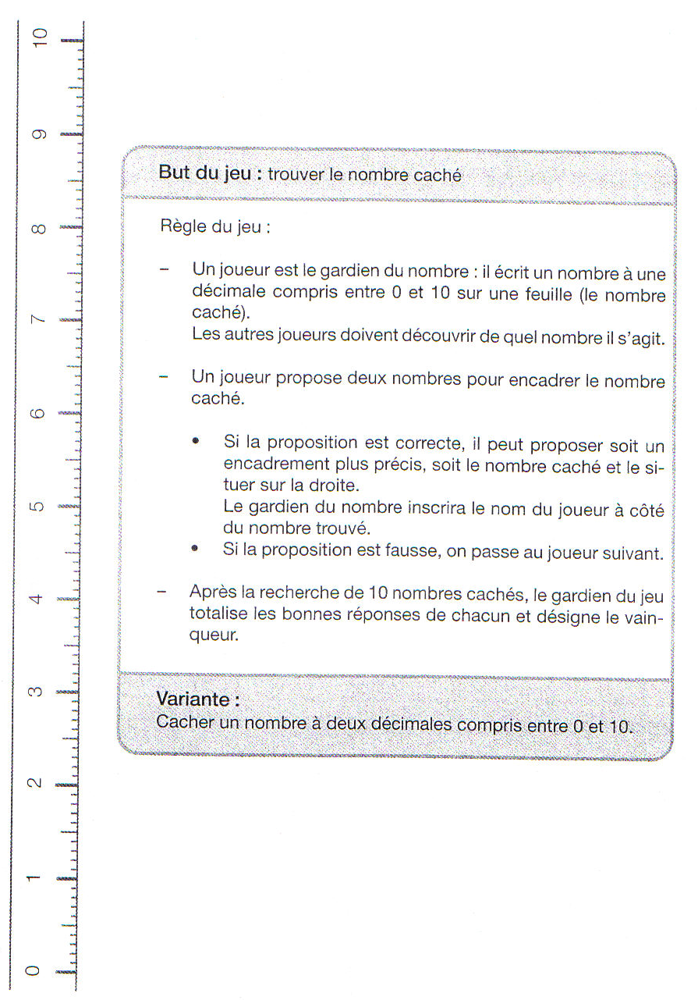 10
9
8
7
6
5
4
3
2
1
0
But du jeu : trouver le nombre caché
Règle du jeu :
– Un joueur est le gardien du nombre : il écrit un nombre à une
décimale compris entre 0 et 10 sur une feuille (le nombre
caché).
Les autres joueurs doivent découvrir de quel nombre il s'agit.
– Un joueur propose deux nombres pour encadrer le nombre
caché.
• Si la proposition est correcte, il peut proposer soit un
encadrement plus précis, soit le nombre caché et le si-
tuer sur la droite.
Le gardien du nombre inscrira le nom du joueur à côté
du nombre trouvé.
• Si la proposition est fausse, on passe au joueur suivant.
– Après la recherche de 10 nombres cachés, le gardien du jeu
totalise les bonnes réponses de chacun et désigne le vain-
queur.
Variante :
Cacher un nombre à deux décimales compris entre 0 et 10.